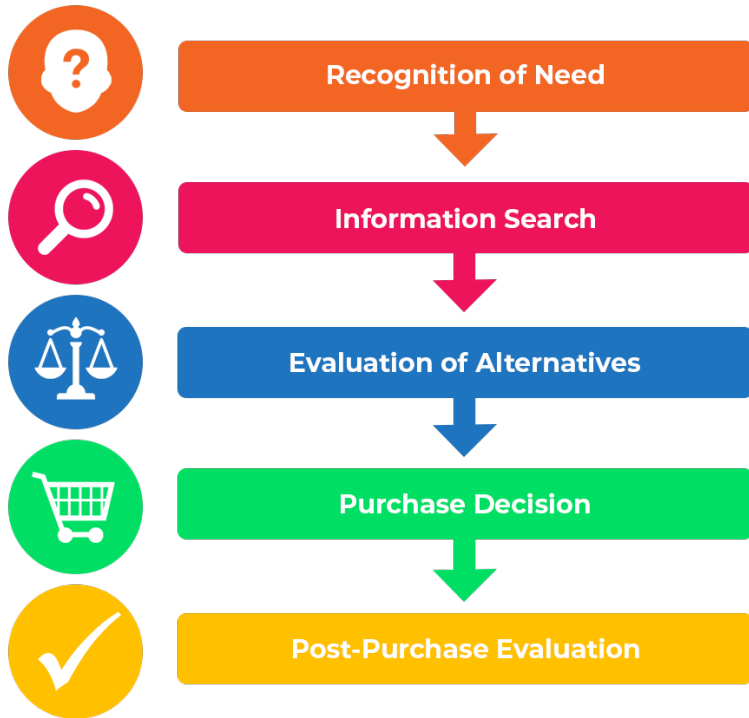 ?
Recognition of Need
Information Search
Evaluation of Alternatives
Purchase Decision
Post-Purchase Evaluation